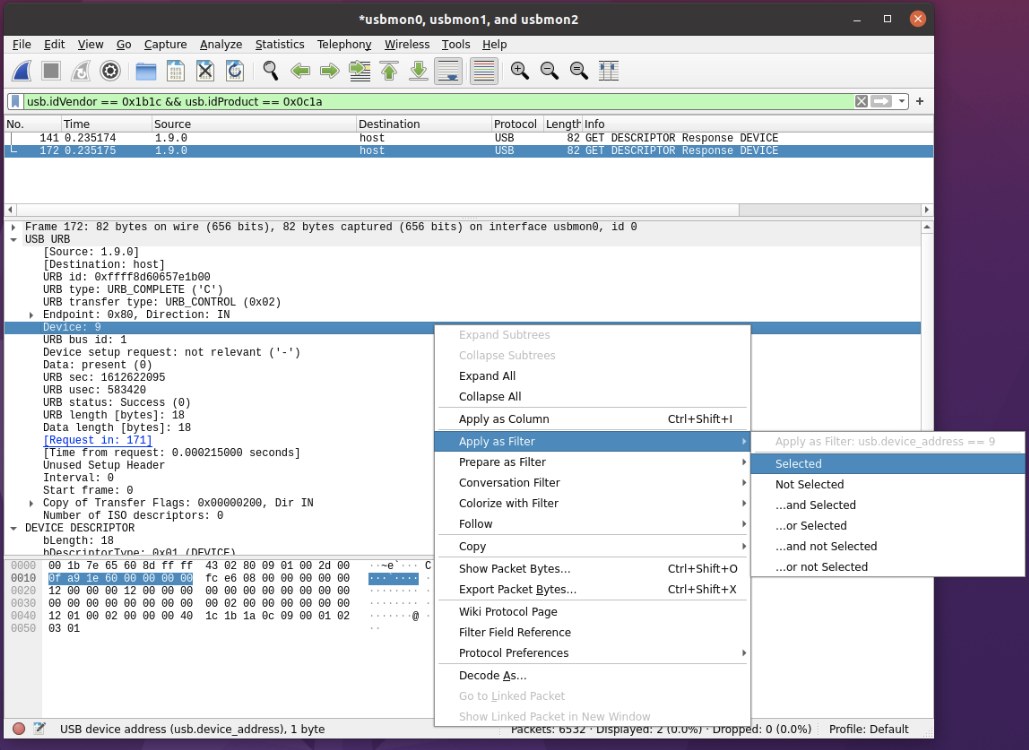 *usbmon0, usbmon1, and usbmon2
File Edit View Go Capture Analyze Statistics Telephony Wireless Tools Help
usb.idVendor == 0x1b1c && usb.idProduct == 0x0c1a
No. Time Source Destination Protocol Length Info
141 0.235174 1.9.0 host USB 82 GET DESCRIPTOR Response DEVICE
172 0.235175 1.9.0 host USB 82 GET DESCRIPTOR Response DEVICE
Frame 172: 82 bytes on wire (656 bits), 82 bytes captured (656 bits) on interface usbmon0, id 0
USB URB
[Source: 1.9.0]
[Destination: host]
URB id: 0xffff8d60657e1b00
URB type: URB_COMPLETE ('C')
URB transfer type: URB_CONTROL (0x02)
Endpoint: 0x80, Direction: IN
Device: 9
URB bus id: 1
Device setup request: not relevant ('-')
Data: present (0)
URB sec: 1612622095
URB usec: 583420
URB status: Success (0)
URB length [bytes]: 18
Data length [bytes]: 18
[Request in: 171]
[Time from request: 0.000215000 seconds]
Unused Setup Header
Interval: 0
Start frame: 0
Copy of Transfer Flags: 0x00000200, Dir IN
Number of ISO descriptors: 0
DEVICE DESCRIPTOR
bLength: 18
bDescriptorType: 0x01 (DEVICE)
Expand Subtrees
Collapse Subtrees
Expand All
Collapse All
Apply as Column Ctrl+Shift+I
Apply as Filter
Prepare as Filter
Conversation Filter
Colorize with Filter
Follow
Copy
Show Packet Bytes... Ctrl+Shift+O
Export Packet Bytes... Ctrl+Shift+X
Wiki Protocol Page
Filter Field Reference
Protocol Preferences
Decode As...
Go to Linked Packet
Show Linked Packet in New Window
Apply as Filter: usb.device_address == 9
Selected
Not Selected
...and Selected
...or Selected
...and not Selected
...or not Selected
0000 00 1b 7e 65 60 8d ff ff 43 02 80 09 01 00 2d 00 ··~e`··· C
0010 0f a9 1e 60 00 00 00 00 fc e6 08 00 00 00 00 00 ···`···· ·
0020 12 00 00 00 12 00 00 00 00 00 00 00 00 00 00 00 ········ ·
0030 00 00 00 00 00 00 00 00 00 02 00 00 00 00 00 00 ········ ·
0040 12 01 00 02 00 00 00 40 1c 1b 1a 0c 09 00 01 02 ·······@ ·
0050 03 01 ··
USB device address (usb.device_address), 1 byte Packets: 6532 · Displayed: 2 (0.0%) · Dropped: 0 (0.0%) Profile: Default